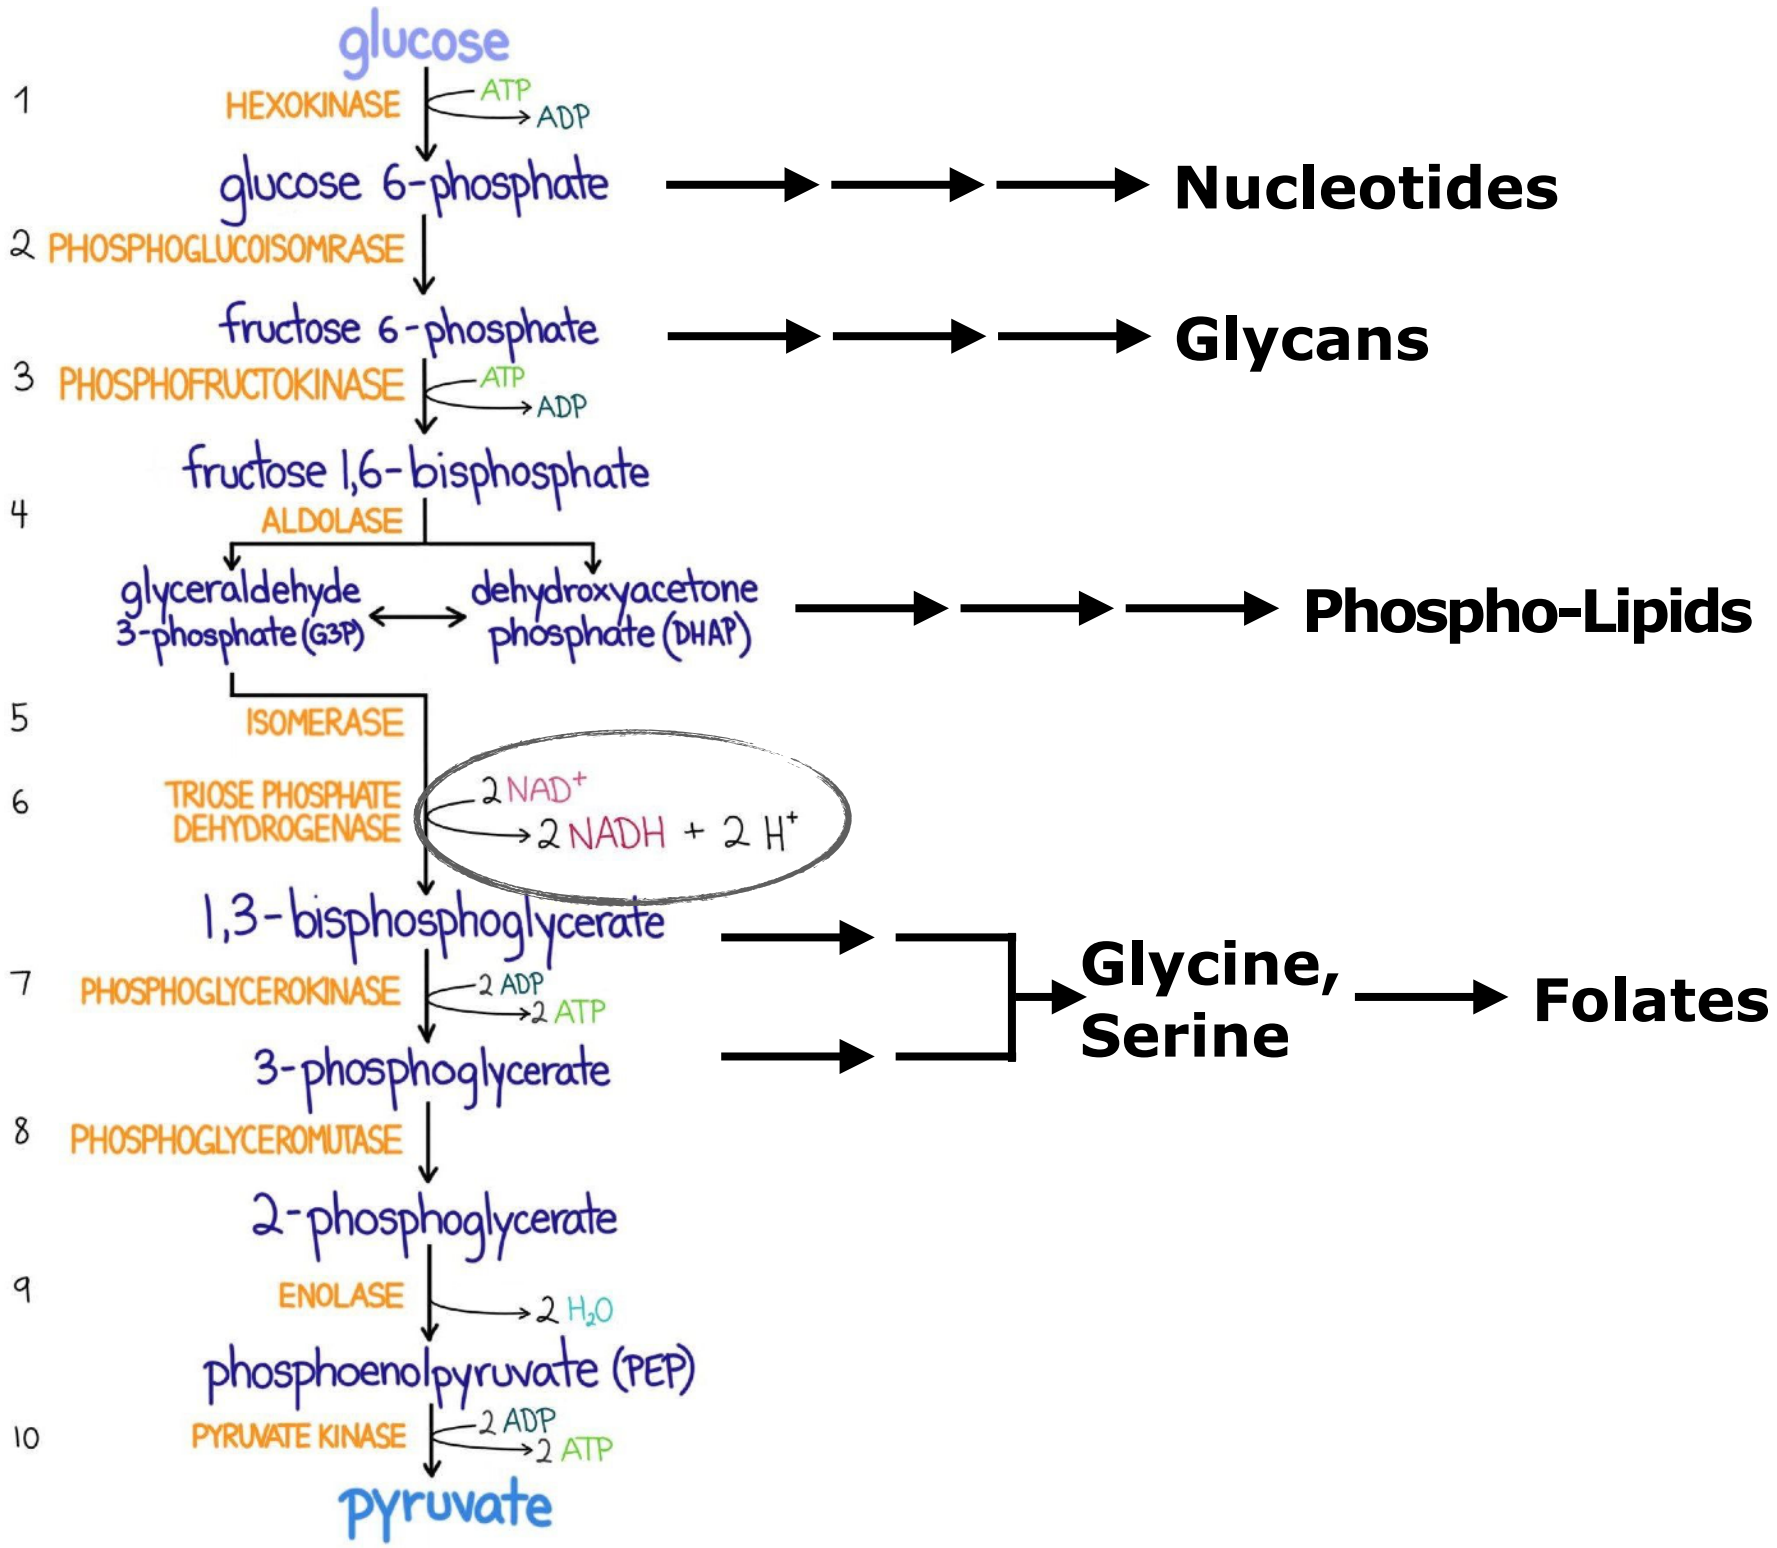 glucose
1
HEXOKINASE
ATP
ADP
glucose 6-phosphate
Nucleotides
2
PHOSPHOGLUCOISOMRASE
fructose 6-phosphate
Glycans
3
PHOSPHOFRUCTOKINASE
ATP
ADP
fructose 1,6-bisphosphate
4
ALDOLASE
glyceraldehyde
3-phosphate (G3P)
dehydroxyacetone
phosphate (DHAP)
Phospho-Lipids
5
ISOMERASE
6
TRIOSE PHOSPHATE
DEHYDROGENASE
2 NAD+
2 NADH + 2 H+
1,3-bisphosphoglycerate
7
PHOSPHOGLYCEROKINASE
2 ADP
2 ATP
Glycine,
Serine
Folates
3-phosphoglycerate
8
PHOSPHOGLYCEROMUTASE
2-phosphoglycerate
9
ENOLASE
2 H₂O
phosphoenolpyruvate (PEP)
10
PYRUVATE KINASE
2 ADP
2 ATP
pyruvate